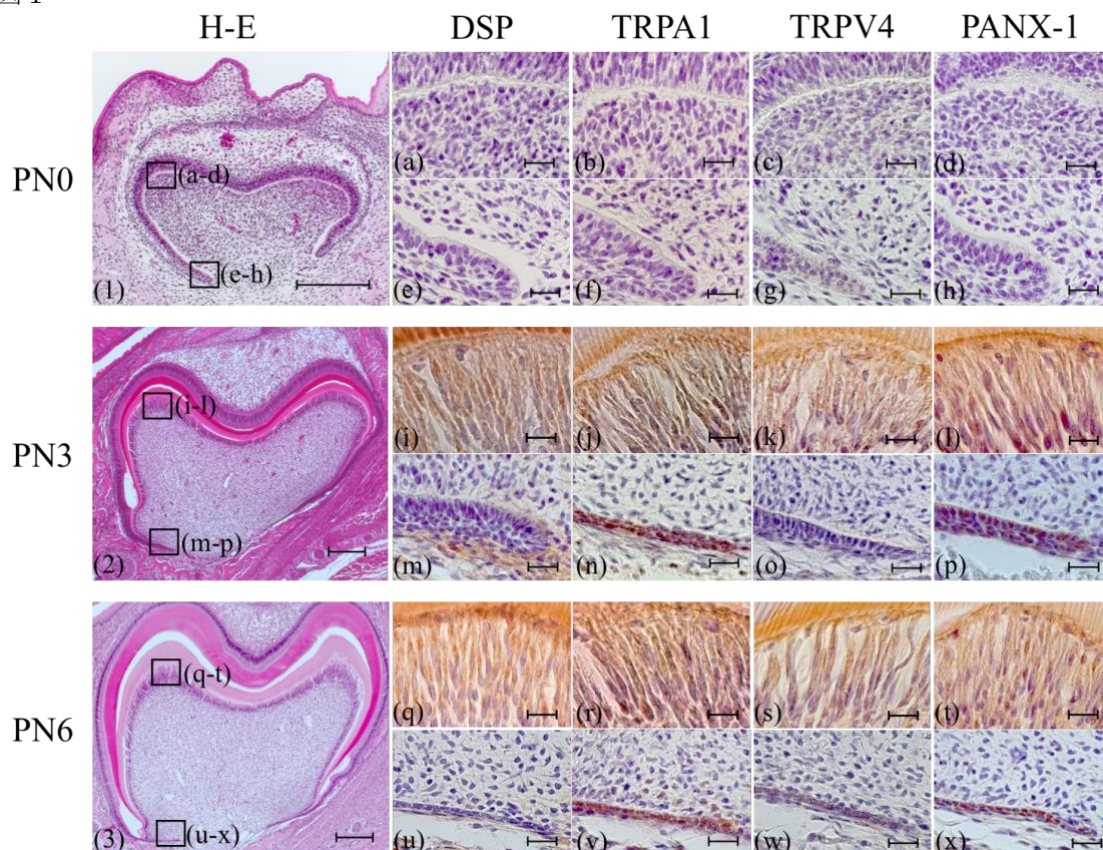 図1
H-E DSP TRPA1 TRPV4 PANX-1
PN0
(a-d)
(e-h)
(1)
(a) (b) (c) (d)
(e) (f) (g) (h)
PN3
(i-l)
(m-p)
(2)
(i) (j) (k) (l)
(m) (n) (o) (p)
PN6
(q-t)
(u-x)
(3)
(q) (r) (s) (t)
(u) (v) (w) (x)